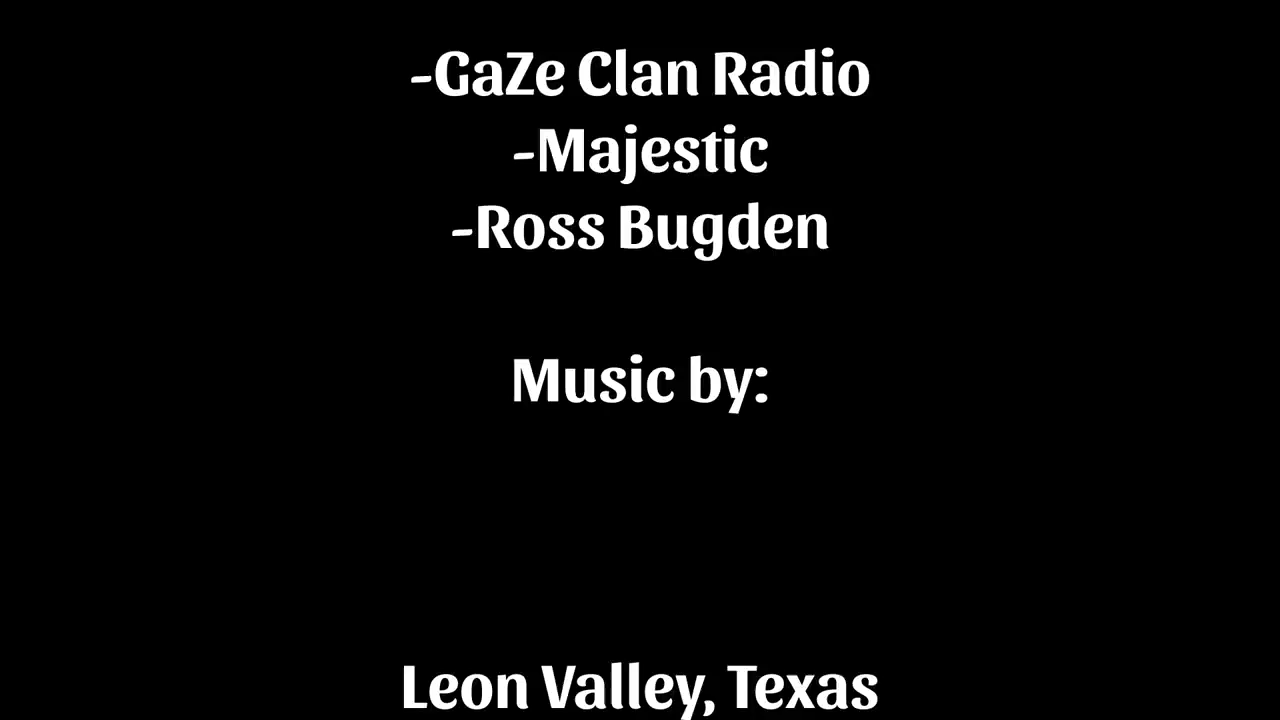 -GaZe Clan Radio
-Majestic
-Ross Bugden
Music by:
Leon Valley, Texas